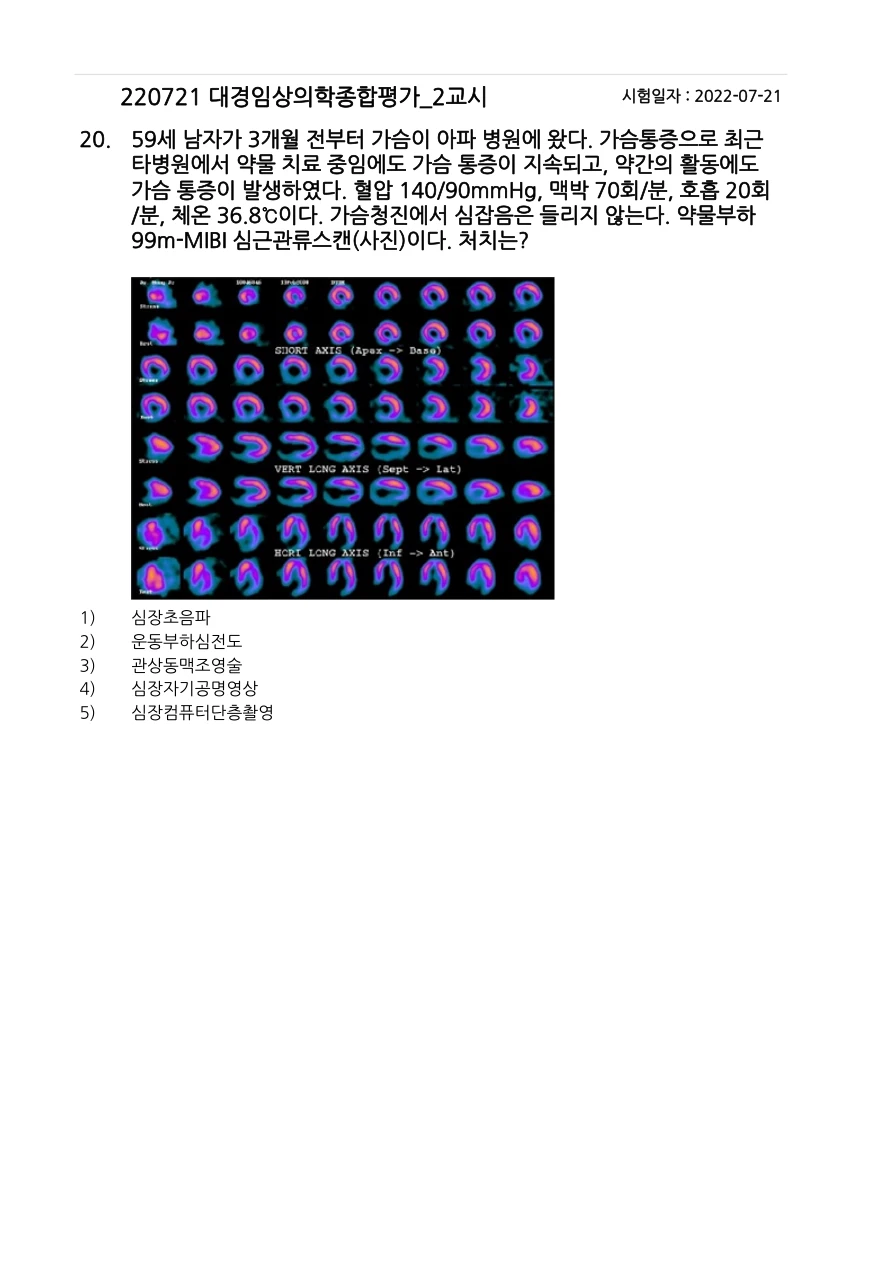 220721 대경임상의학종합평가_2교시
시험일자 : 2022-07-21
20. 59세 남자가 3개월 전부터 가슴이 아파 병원에 왔다. 가슴통증으로 최근
타병원에서 약물 치료 중임에도 가슴 통증이 지속되고, 약간의 활동에도
가슴 통증이 발생하였다. 혈압 140/90mmHg, 맥박 70회/분, 호흡 20회
/분, 체온 36.8℃이다. 가슴청진에서 심잡음은 들리지 않는다. 약물부하
99m-MIBI 심근관류스캔(사진)이다. 처치는?
Stress
Rest
SHORT AXIS (Apex -> Base)
Stress
Rest
Stress
VERT LONG AXIS (Sept -> Lat)
Rest
HORI LONG AXIS (Inf -> Ant)
Rest
1) 심장초음파
2) 운동부하심전도
3) 관상동맥조영술
4) 심장자기공명영상
5) 심장컴퓨터단층촬영